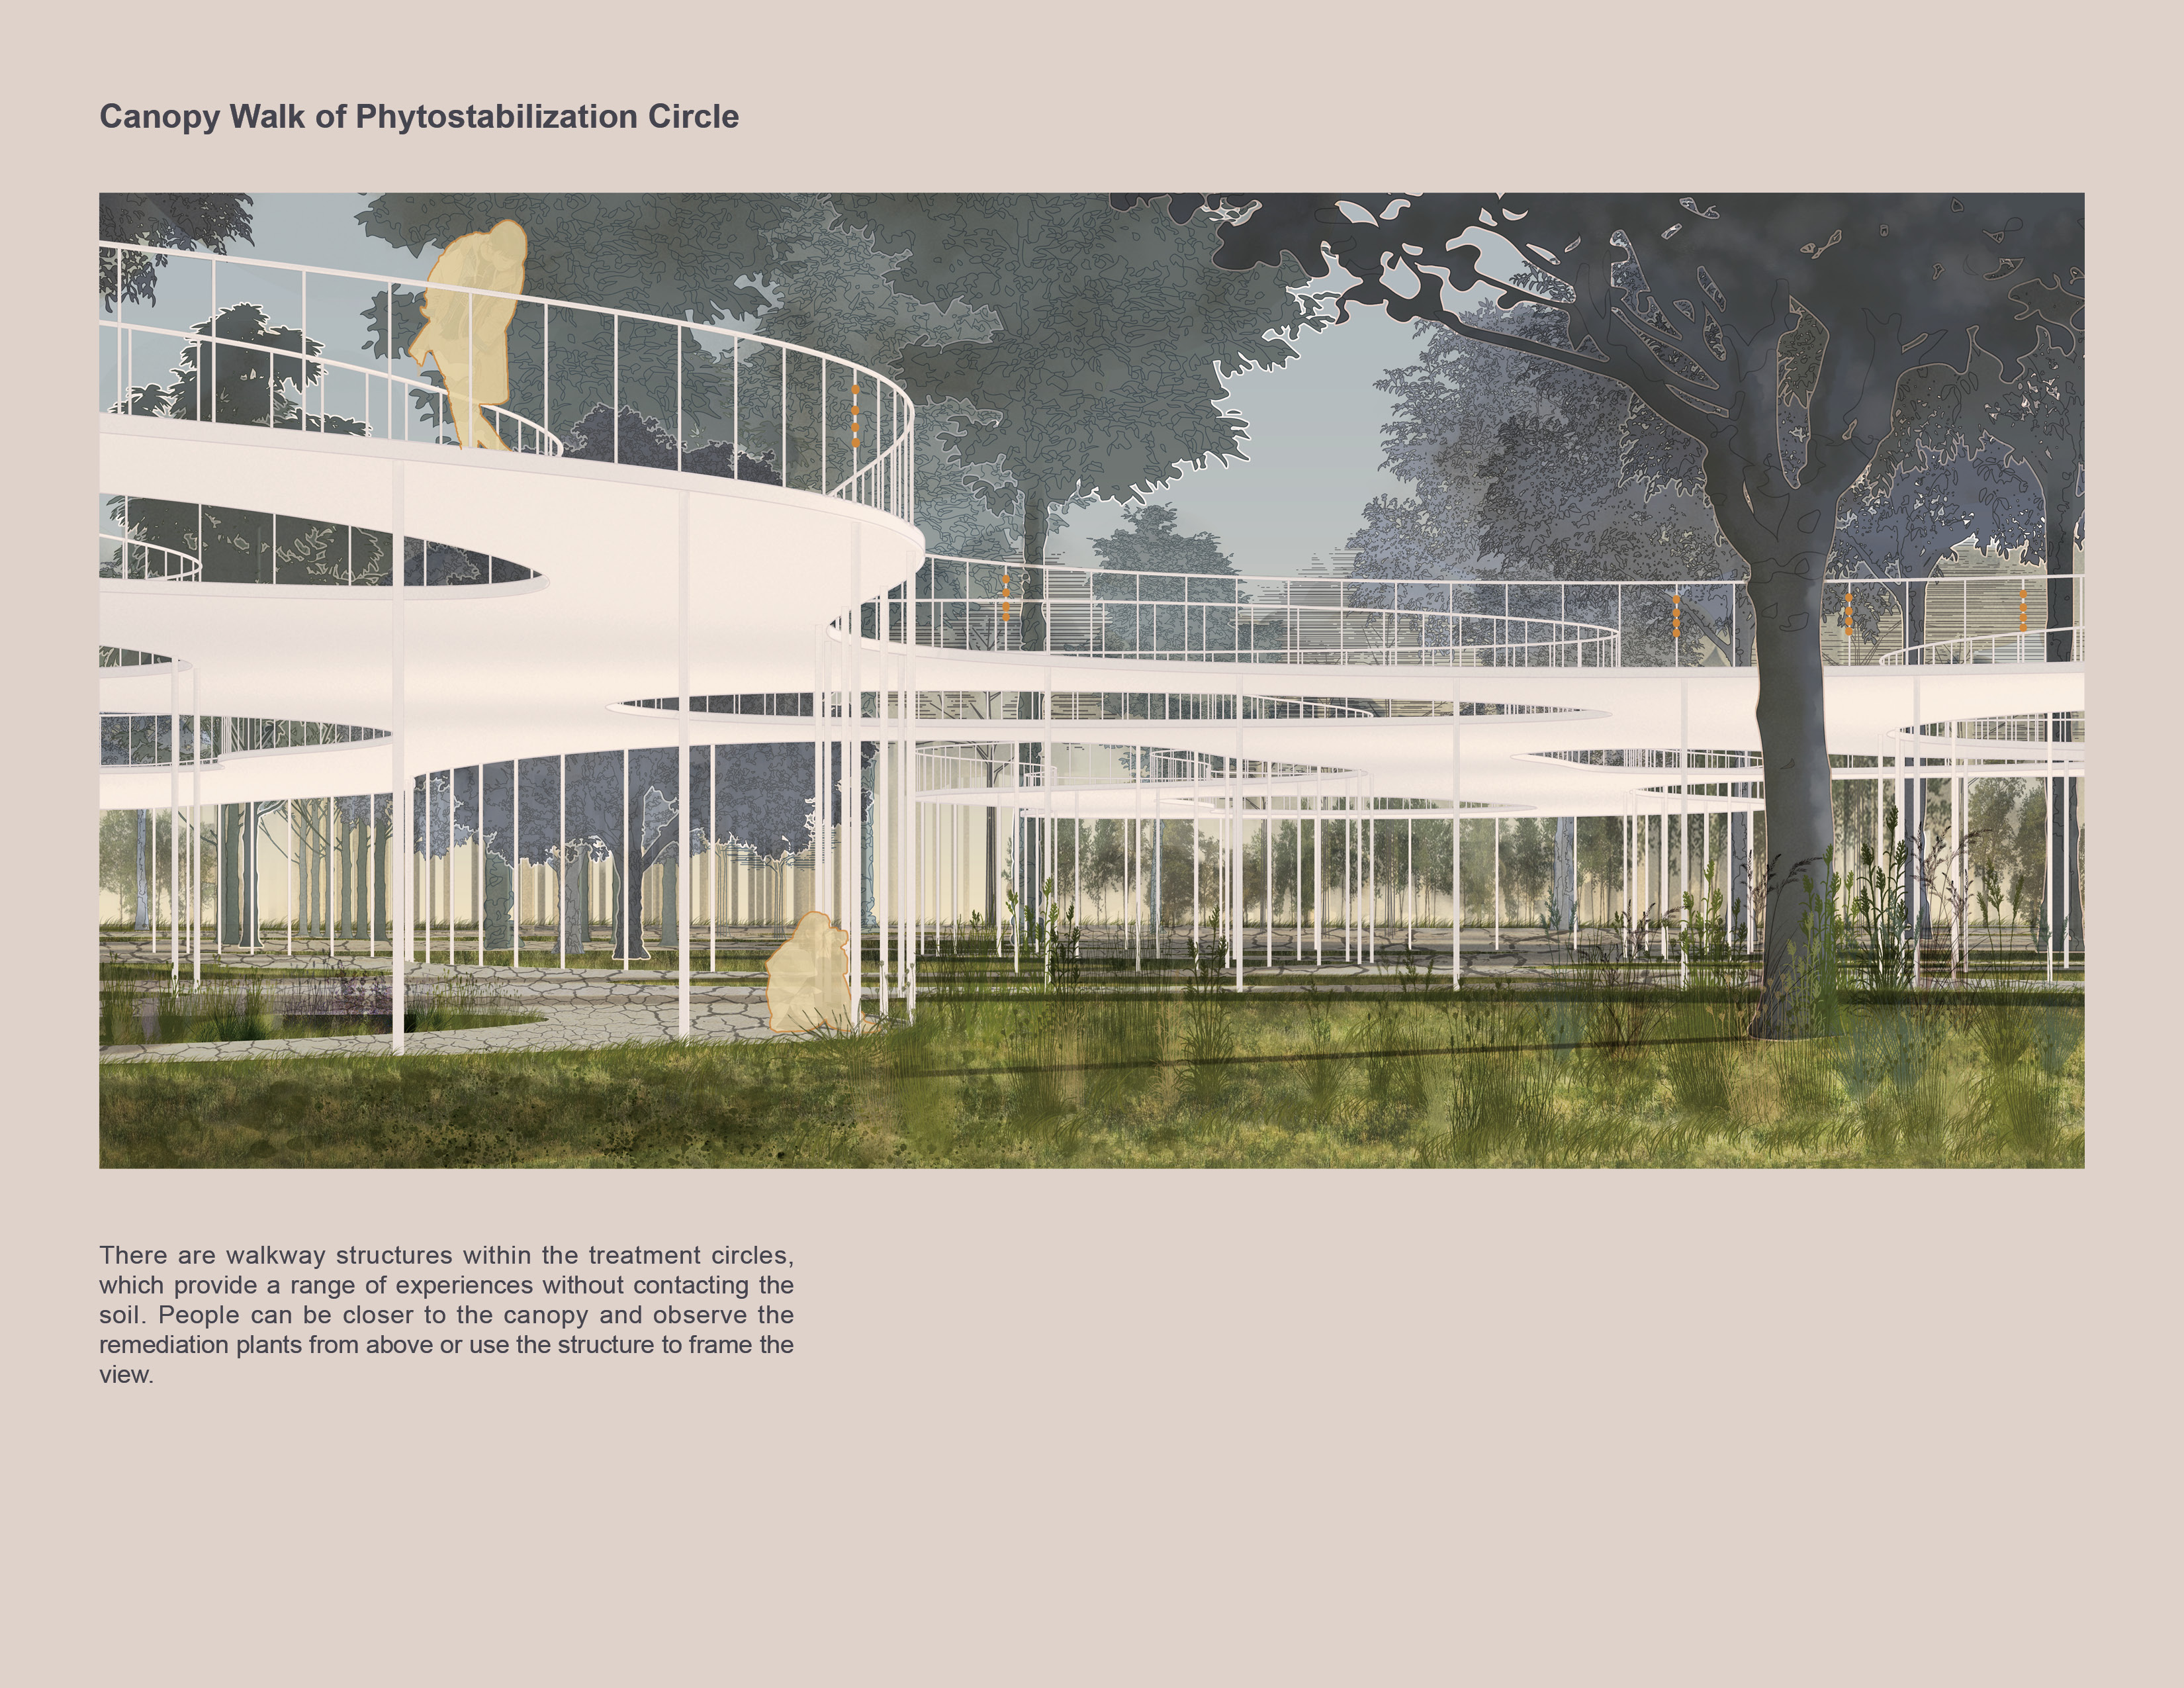 Canopy Walk of Phytostabilization Circle
There are walkway structures within the treatment circles,
which provide a range of experiences without contacting the
soil. People can be closer to the canopy and observe the
remediation plants from above or use the structure to frame the
view.